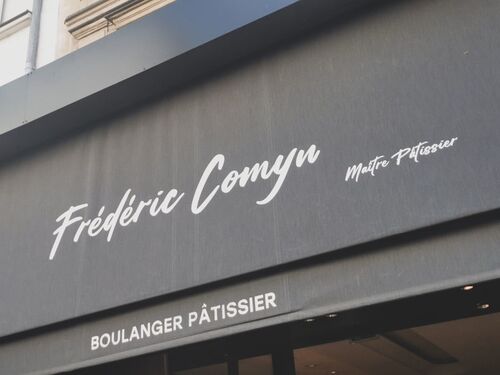 Frédéric Comyn
Maître Pâtissier
BOULANGER PÂTISSIER